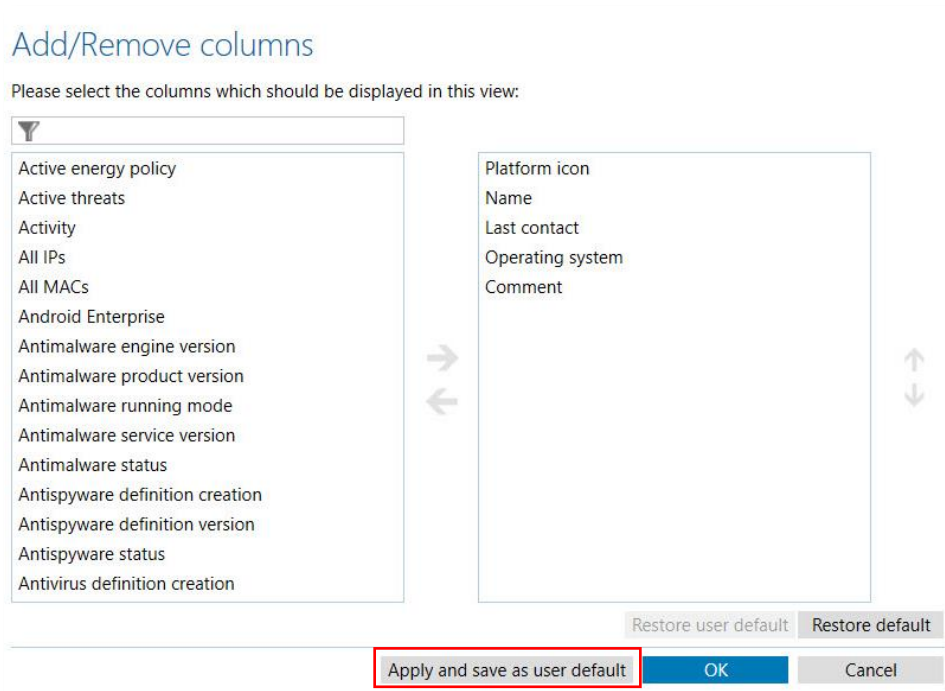 Add/Remove columns
Please select the columns which should be displayed in this view:
Active energy policy
Active threats
Activity
All IPs
All MACs
Android Enterprise
Antimalware engine version
Antimalware product version
Antimalware running mode
Antimalware service version
Antimalware status
Antispyware definition creation
Antispyware definition version
Antispyware status
Antivirus definition creation
Platform icon
Name
Last contact
Operating system
Comment
Restore user default
Restore default
Apply and save as user default
OK
Cancel